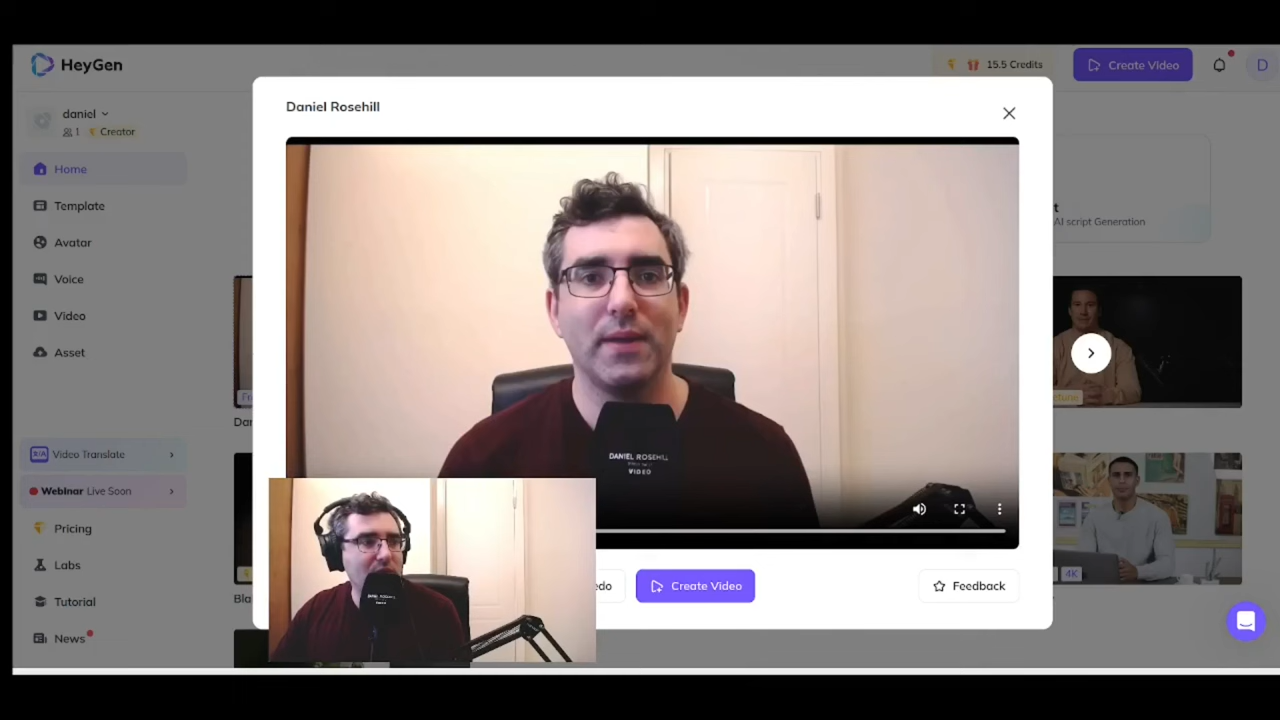 HeyGen
15.5 Credits
Create Video
D
daniel
1
Creator
Daniel Rosehill
Home
Template
Avatar
Voice
Video
Asset
AI script Generation
DANIEL ROSEHILL
VIDEO
Video Translate
Webinar Live Soon
Pricing
Labs
Tutorial
News
Create Video
Feedback
4K